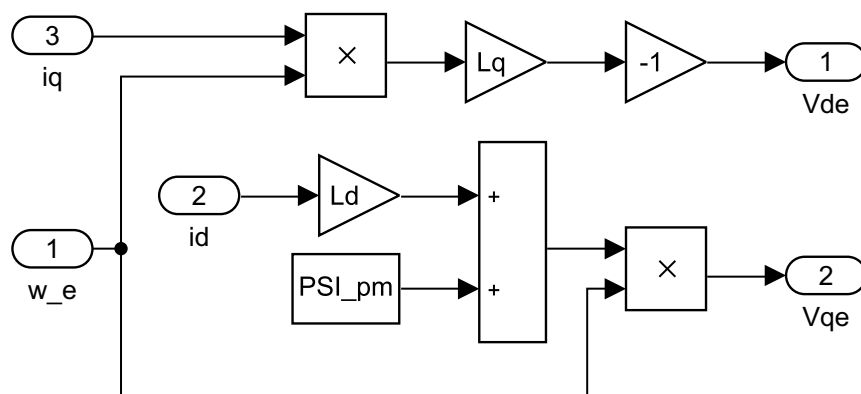 3
iq
×
Lq
-1
1
Vde
2
id
Ld
+
1
w_e
PSI_pm
+
×
2
Vqe